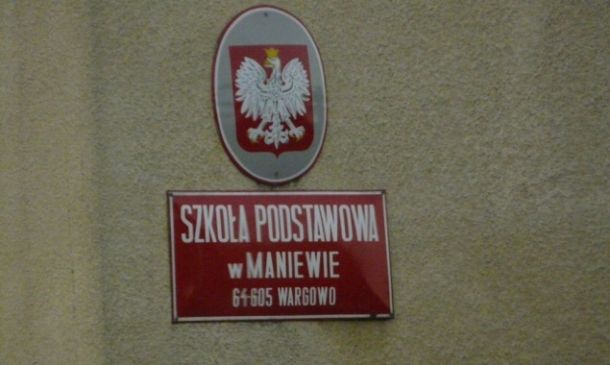 SZKOŁA PODSTAWOWA
w MANIEWIE
64-605 WARGOWO